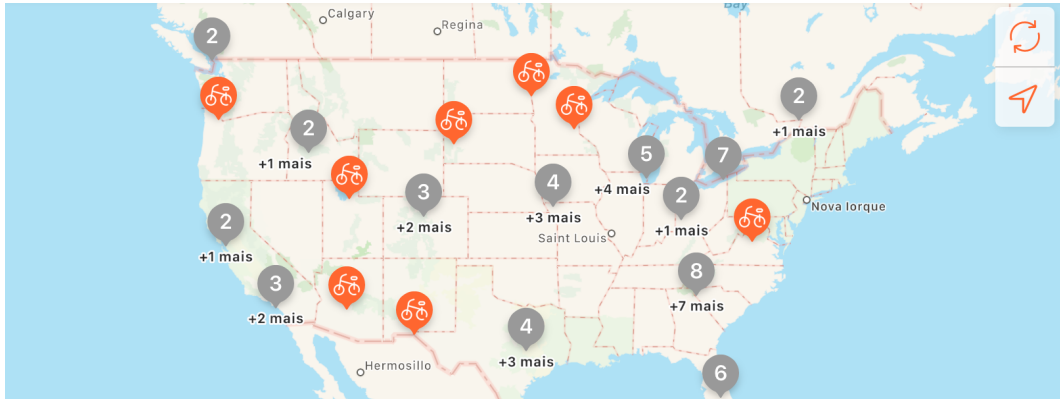 Bay
Calgary
Regina
2
2
+1 mais
2
+1 mais
5
+4 mais
7
3
+2 mais
4
+3 mais
2
+1 mais
Nova Iorque
Saint Louis
2
+1 mais
3
+2 mais
8
+7 mais
4
+3 mais
Hermosillo
6